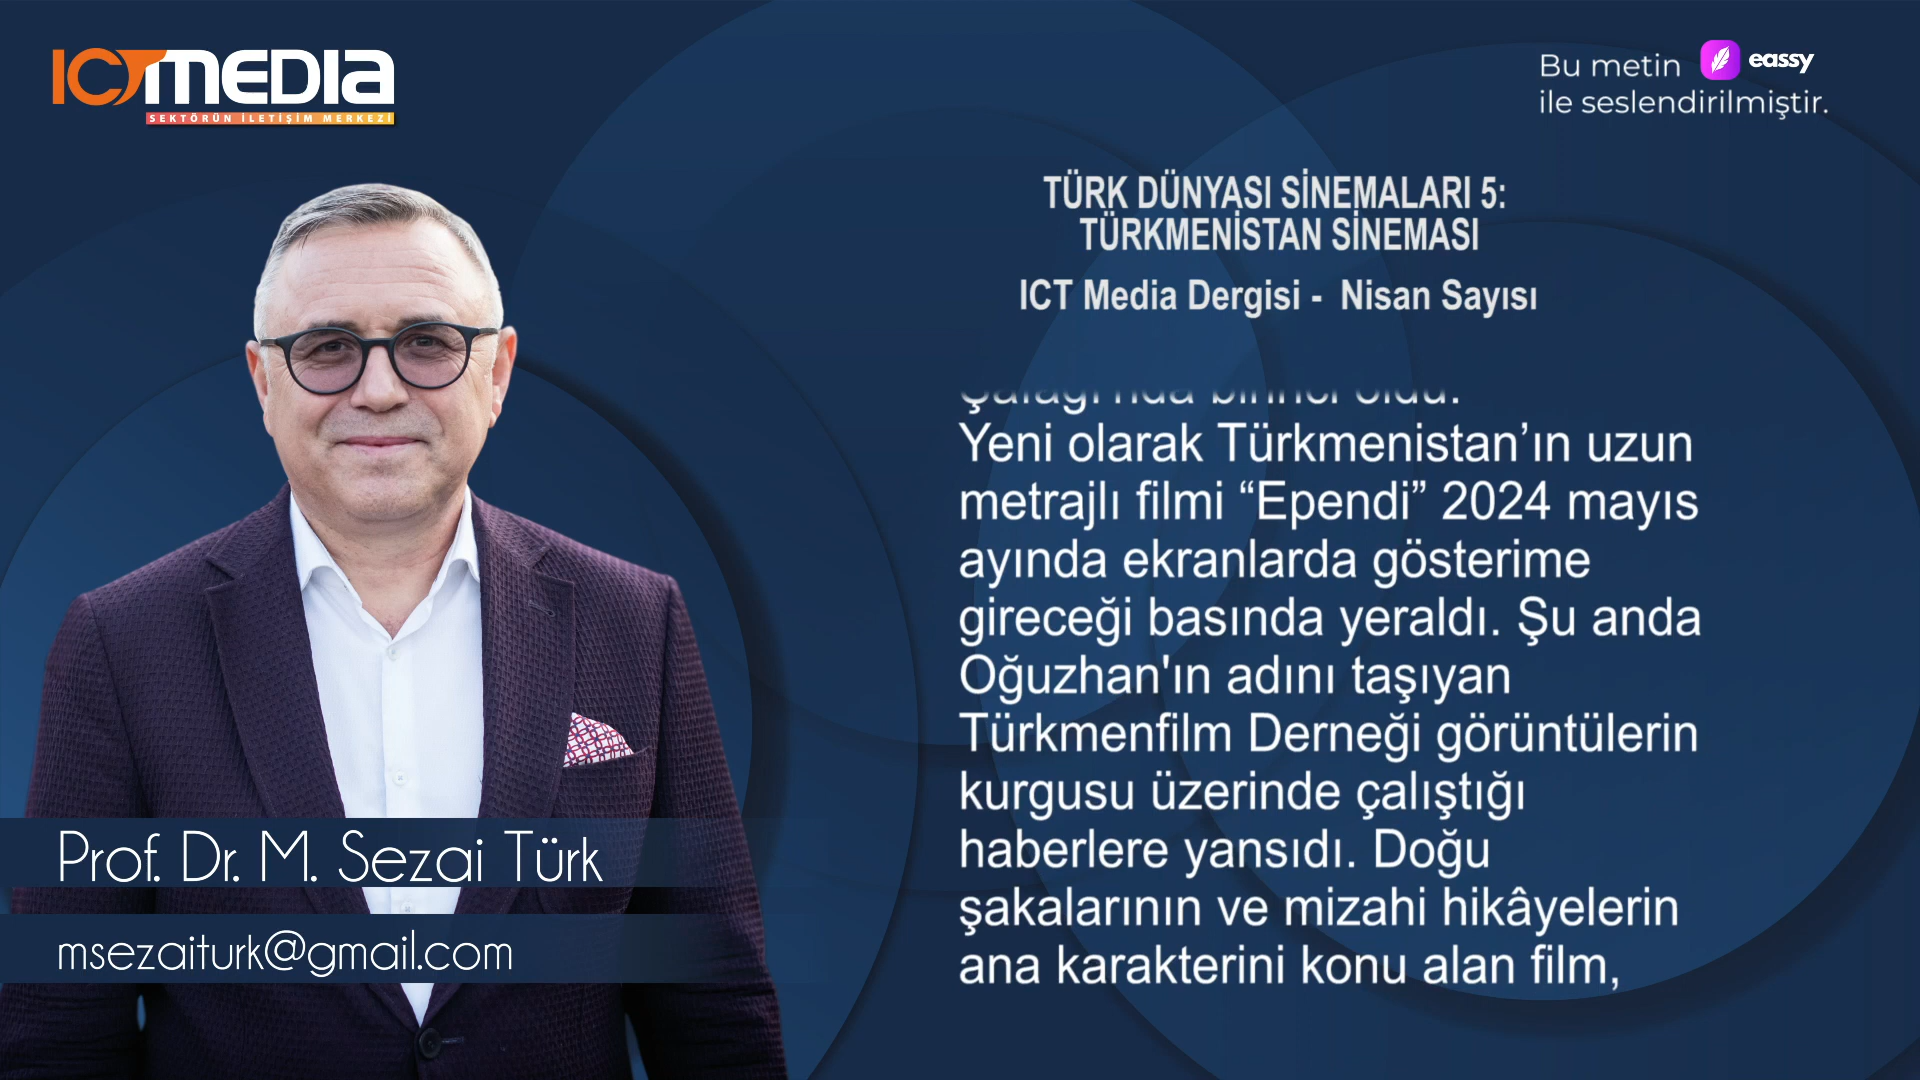 ICTMEDIA
SEKTÖRÜN İLETİŞİM MERKEZİ
Bu metin eassy
ile seslendirilmiştir.
TÜRK DÜNYASI SİNEMALARI 5:
TÜRKMENİSTAN SİNEMASI
ICT Media Dergisi - Nisan Sayısı
birinci oldu.
Yeni olarak Türkmenistan’ın uzun
metrajlı filmi “Ependi” 2024 mayıs
ayında ekranlarda gösterime
gireceği basında yeraldı. Şu anda
Oğuzhan'ın adını taşıyan
Türkmenfilm Derneği görüntülerin
kurgusu üzerinde çalıştığı
haberlere yansıdı. Doğu
şakalarının ve mizahi hikâyelerin
ana karakterini konu alan film,
Prof. Dr. M. Sezai Türk
msezaiturk@gmail.com